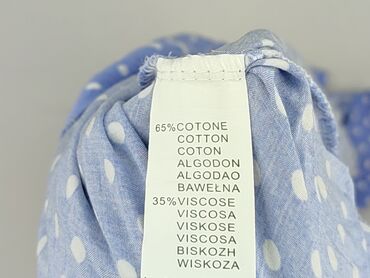 65%COTONE
COTTON
COTON
ALGODON
ALGODAO
BAWEŁNA
35%VISCOSE
VISCOSA
VISKOSE
VISCOSA
BISKOZH
WISKOZA